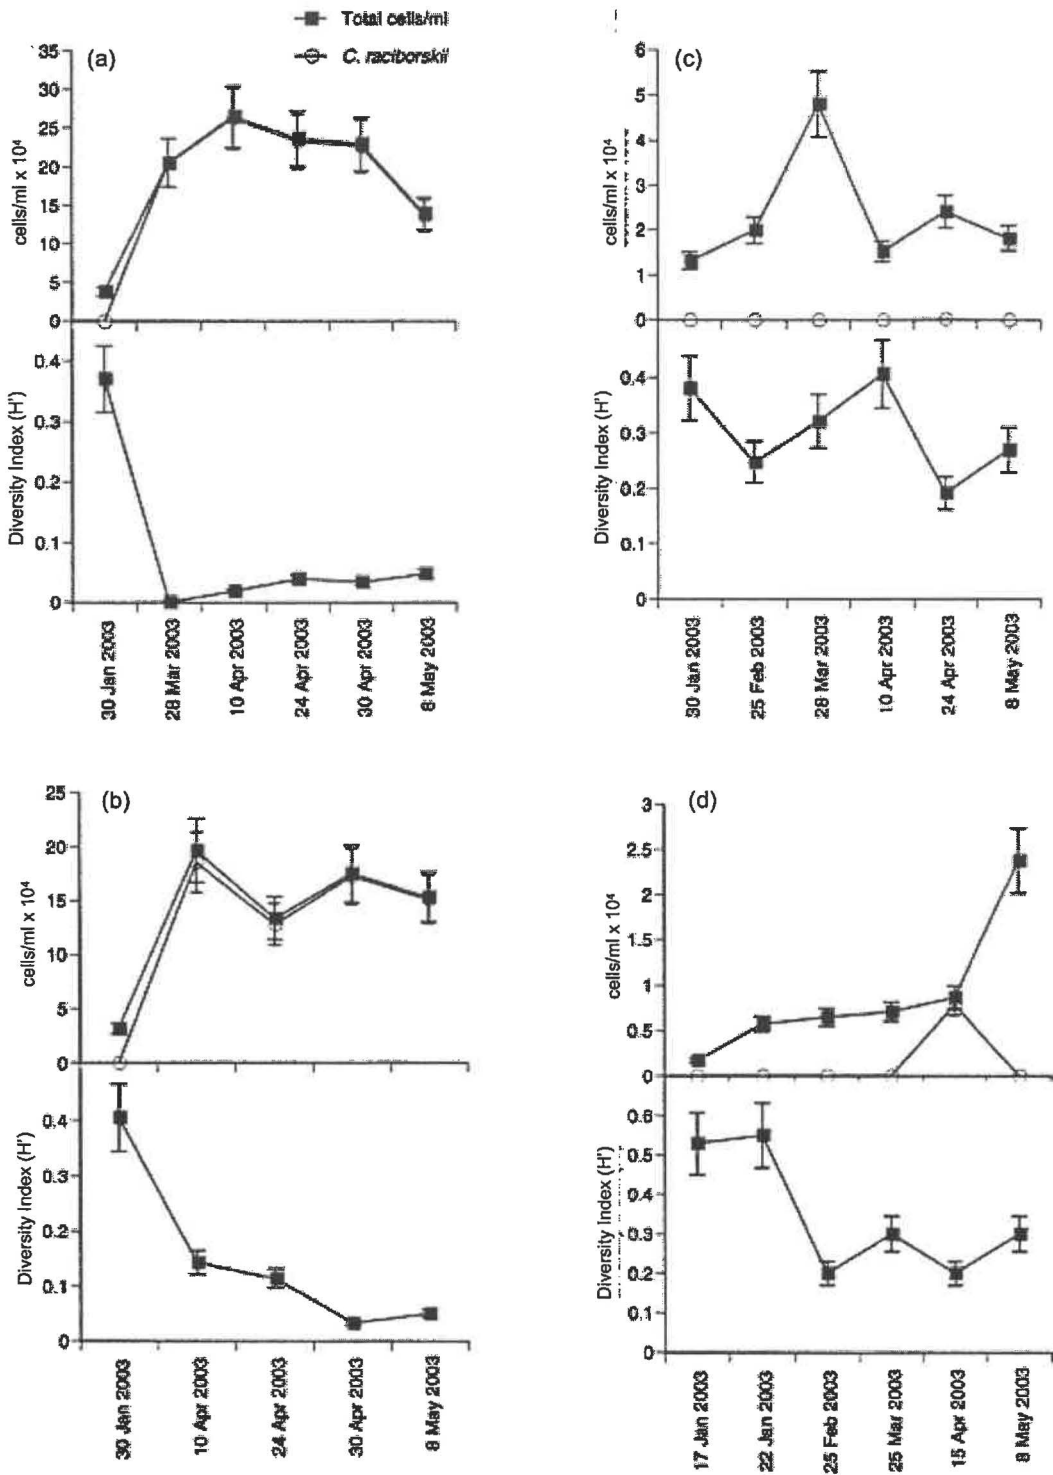 Total cells/ml
C. raciborskii
(a)
35
30
25
20
15
10
5
0
cells/ml x 10⁴
0.4
0.3
0.2
0.1
0
Diversity Index (H')
30 Jan 2003
28 Mar 2003
10 Apr 2003
24 Apr 2003
30 Apr 2003
8 May 2003
(c)
6
5
4
3
2
1
0
cells/ml x 10⁴
0.4
0.3
0.2
0.1
0
Diversity Index (H')
30 Jan 2003
25 Feb 2003
28 Mar 2003
10 Apr 2003
24 Apr 2003
8 May 2003
(b)
25
20
15
10
5
0
cells/ml x 10⁴
0.4
0.3
0.2
0.1
0
Diversity Index (H')
30 Jan 2003
10 Apr 2003
24 Apr 2003
30 Apr 2003
8 May 2003
(d)
3
2.5
2
1.5
1
0.5
0
cells/ml x 10⁴
0.6
0.5
0.4
0.3
0.2
0.1
0
Diversity Index (H')
17 Jan 2003
22 Jan 2003
25 Feb 2003
25 Mar 2003
15 Apr 2003
8 May 2003